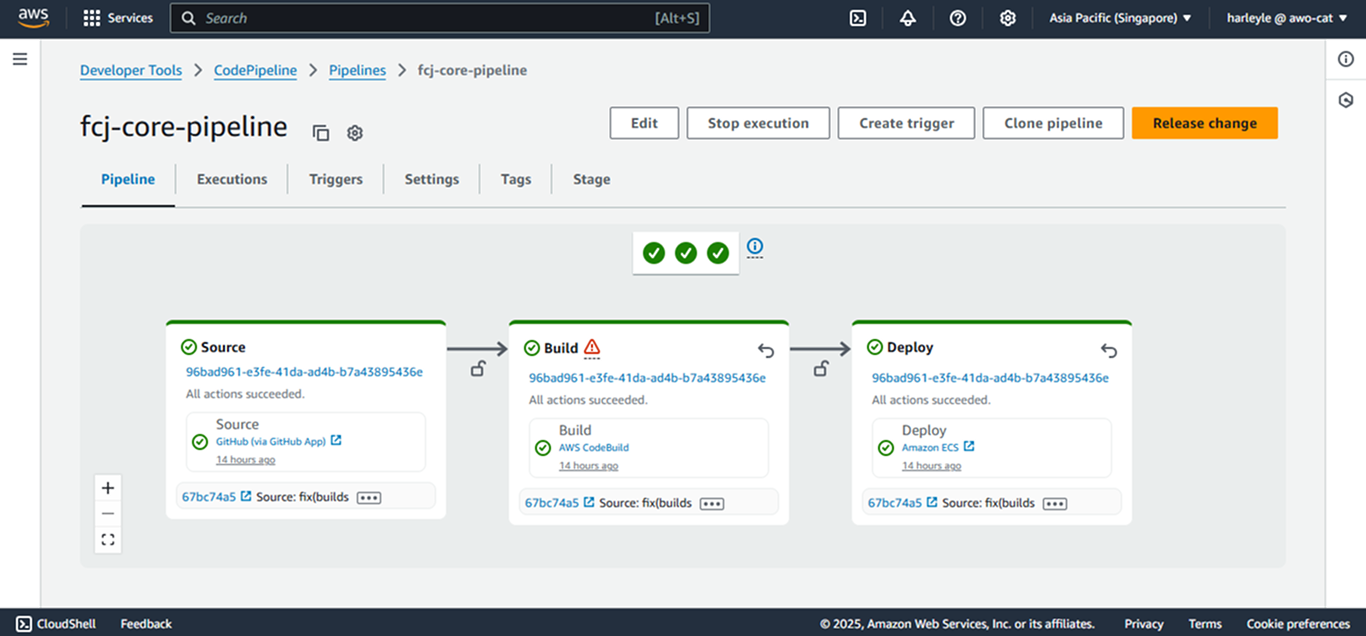 aws
Services
Search
[Alt+S]
Asia Pacific (Singapore)
harleyle @ awo-cat
Developer Tools
CodePipeline
Pipelines
fcj-core-pipeline
fcj-core-pipeline
Edit
Stop execution
Create trigger
Clone pipeline
Release change
Pipeline
Executions
Triggers
Settings
Tags
Stage
Source
96bad961-e3fe-41da-ad4b-b7a43895436e
All actions succeeded.
Source
GitHub (via GitHub App)
14 hours ago
67bc74a5 Source: fix(builds
Build
96bad961-e3fe-41da-ad4b-b7a43895436e
All actions succeeded.
Build
AWS CodeBuild
14 hours ago
67bc74a5 Source: fix(builds
Deploy
96bad961-e3fe-41da-ad4b-b7a43895436e
All actions succeeded.
Deploy
Amazon ECS
14 hours ago
67bc74a5 Source: fix(builds
CloudShell
Feedback
© 2025, Amazon Web Services, Inc. or its affiliates.
Privacy
Terms
Cookie preferences